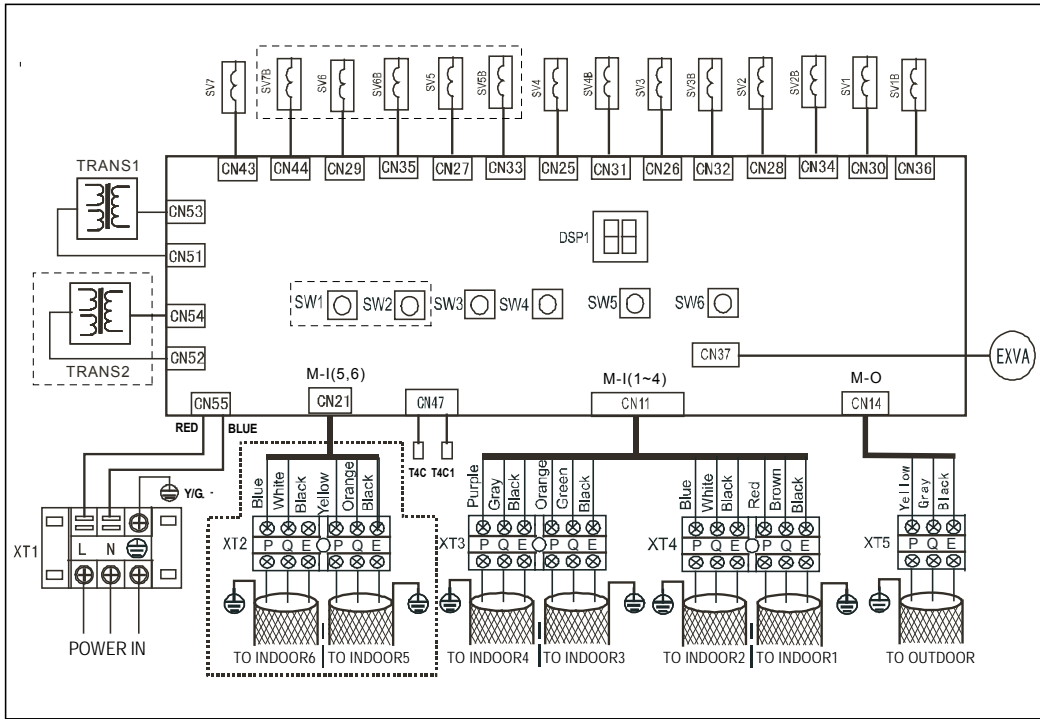 SV7 SV7B SV6 SV6B SV5 SV5B SV4 SV4B SV3 SV3B SV2 SV2B SV1 SV1B
CN43 CN44 CN29 CN35 CN27 CN33 CN25 CN31 CN26 CN32 CN28 CN34 CN30 CN36
TRANS1
CN53
CN51
DSP1
CN54
CN52
TRANS2
SW1 SW2 SW3 SW4 SW5 SW6
CN37
EXVA
M-I(5,6) M-I(1~4) M-O
CN55 CN21 CN47 CN11 CN14
RED BLUE
T4C T4C1
Y/G.
Blue White Black Yellow Orange Black
Purple Gray Black Orange Green Black
Blue White Black Red Brown Black
Yellow Gray Black
XT1 L N
XT2 P Q E P Q E
XT3 P Q E P Q E
XT4 P Q E P Q E
XT5 P Q E
POWER IN
TO INDOOR6 TO INDOOR5 TO INDOOR4 TO INDOOR3 TO INDOOR2 TO INDOOR1 TO OUTDOOR